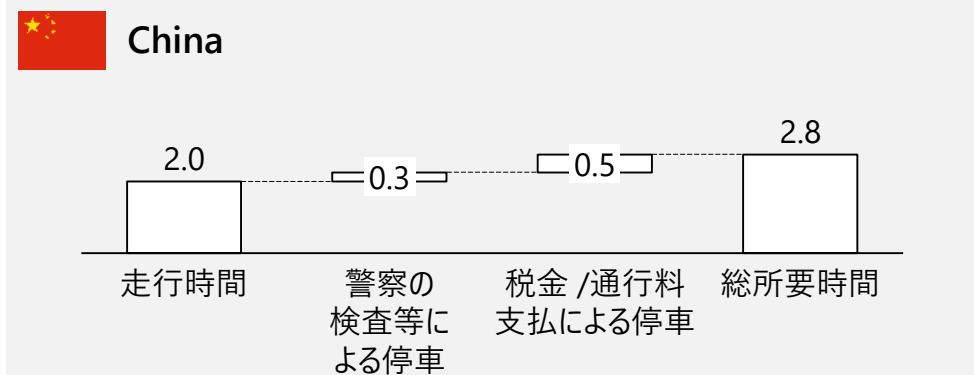 China
2.0
0.3
0.5
2.8
走行時間
警察の
検査等に
よる停車
税金 /通行料
支払による停車
総所要時間